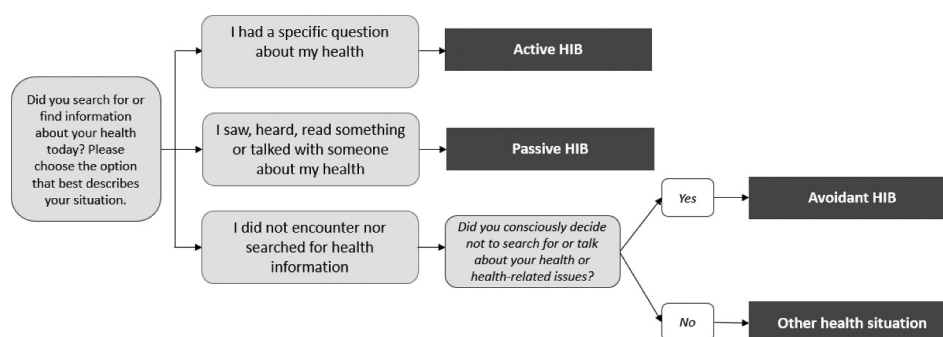 Did you search for or
find information
about your health
today? Please
choose the option
that best describes
your situation.
I had a specific question
about my health
Active HIB
I saw, heard, read something
or talked with someone
about my health
Passive HIB
I did not encounter nor
searched for health
information
Did you consciously decide
not to search for or talk
about your health or
health-related issues?
Yes
Avoidant HIB
No
Other health situation